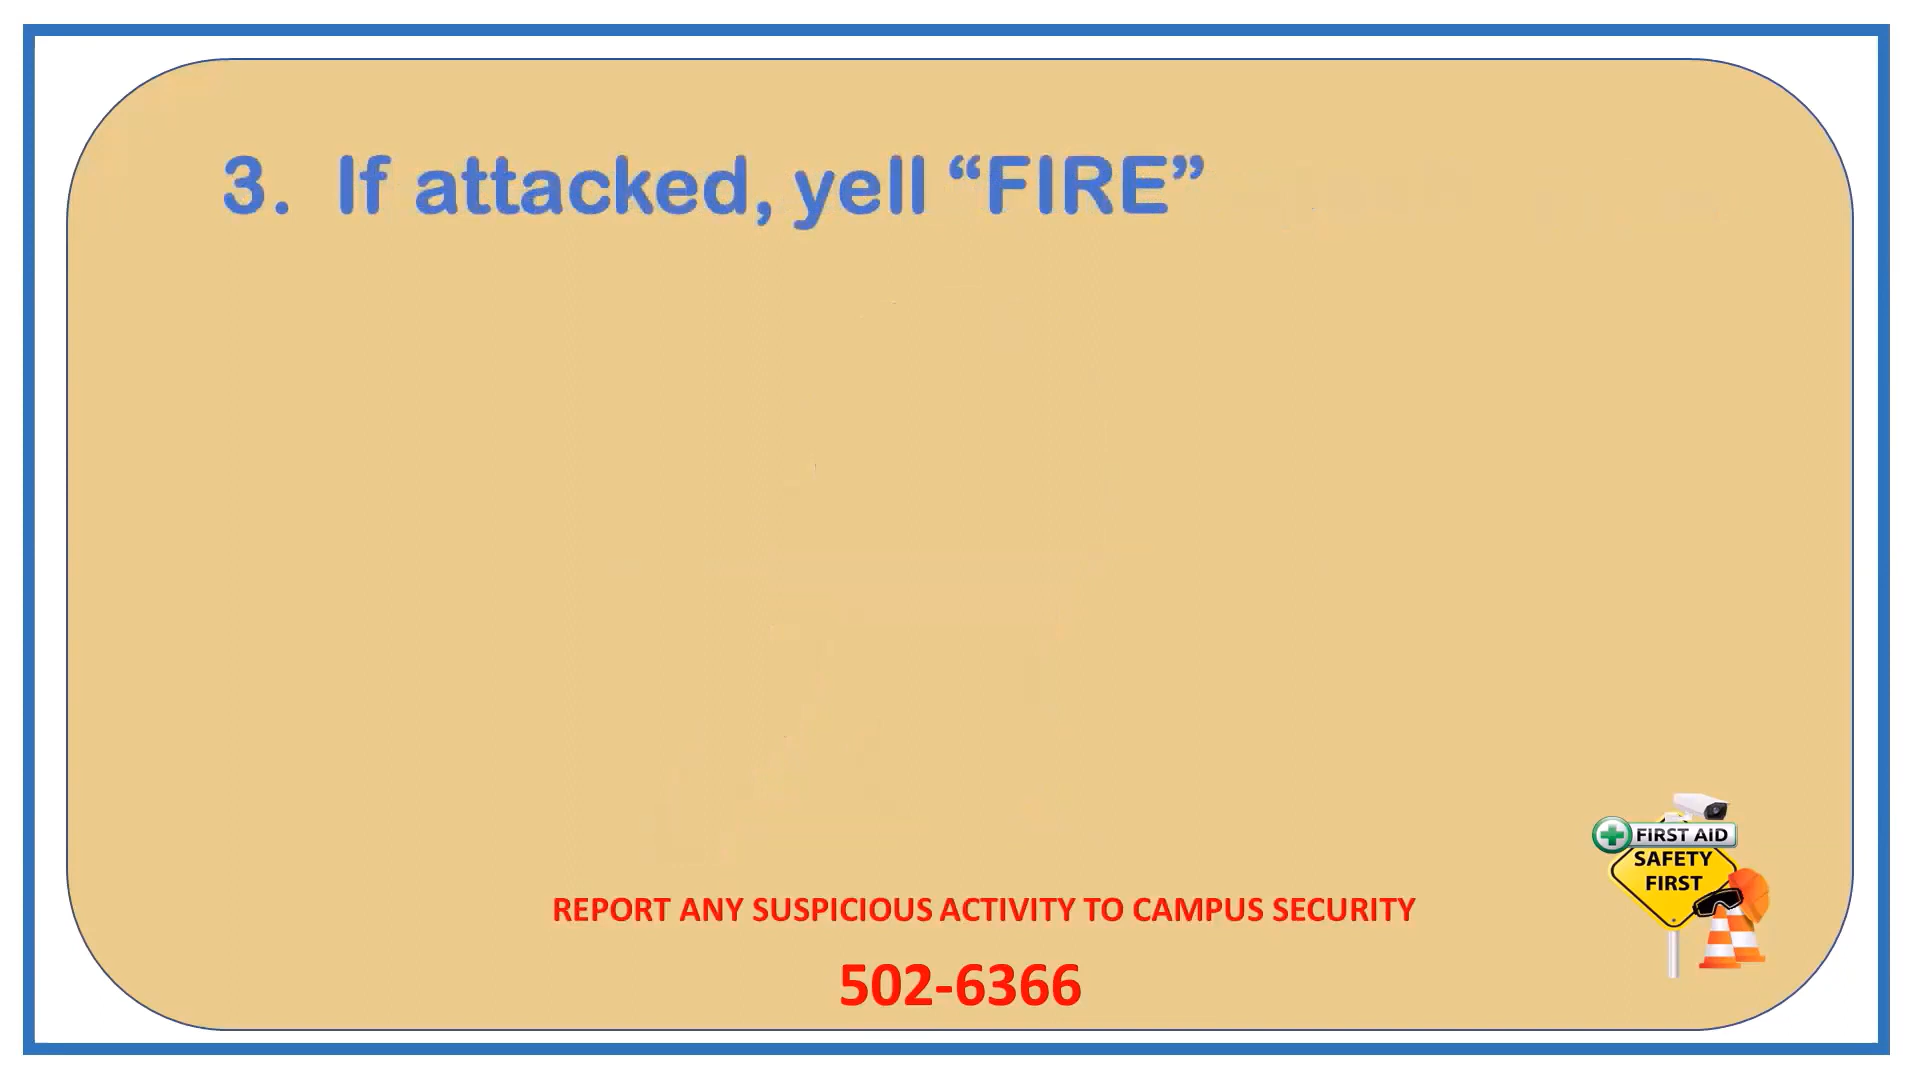 3. If attacked, yell “FIRE”
FIRST AID
SAFETY
FIRST
REPORT ANY SUSPICIOUS ACTIVITY TO CAMPUS SECURITY
502-6366